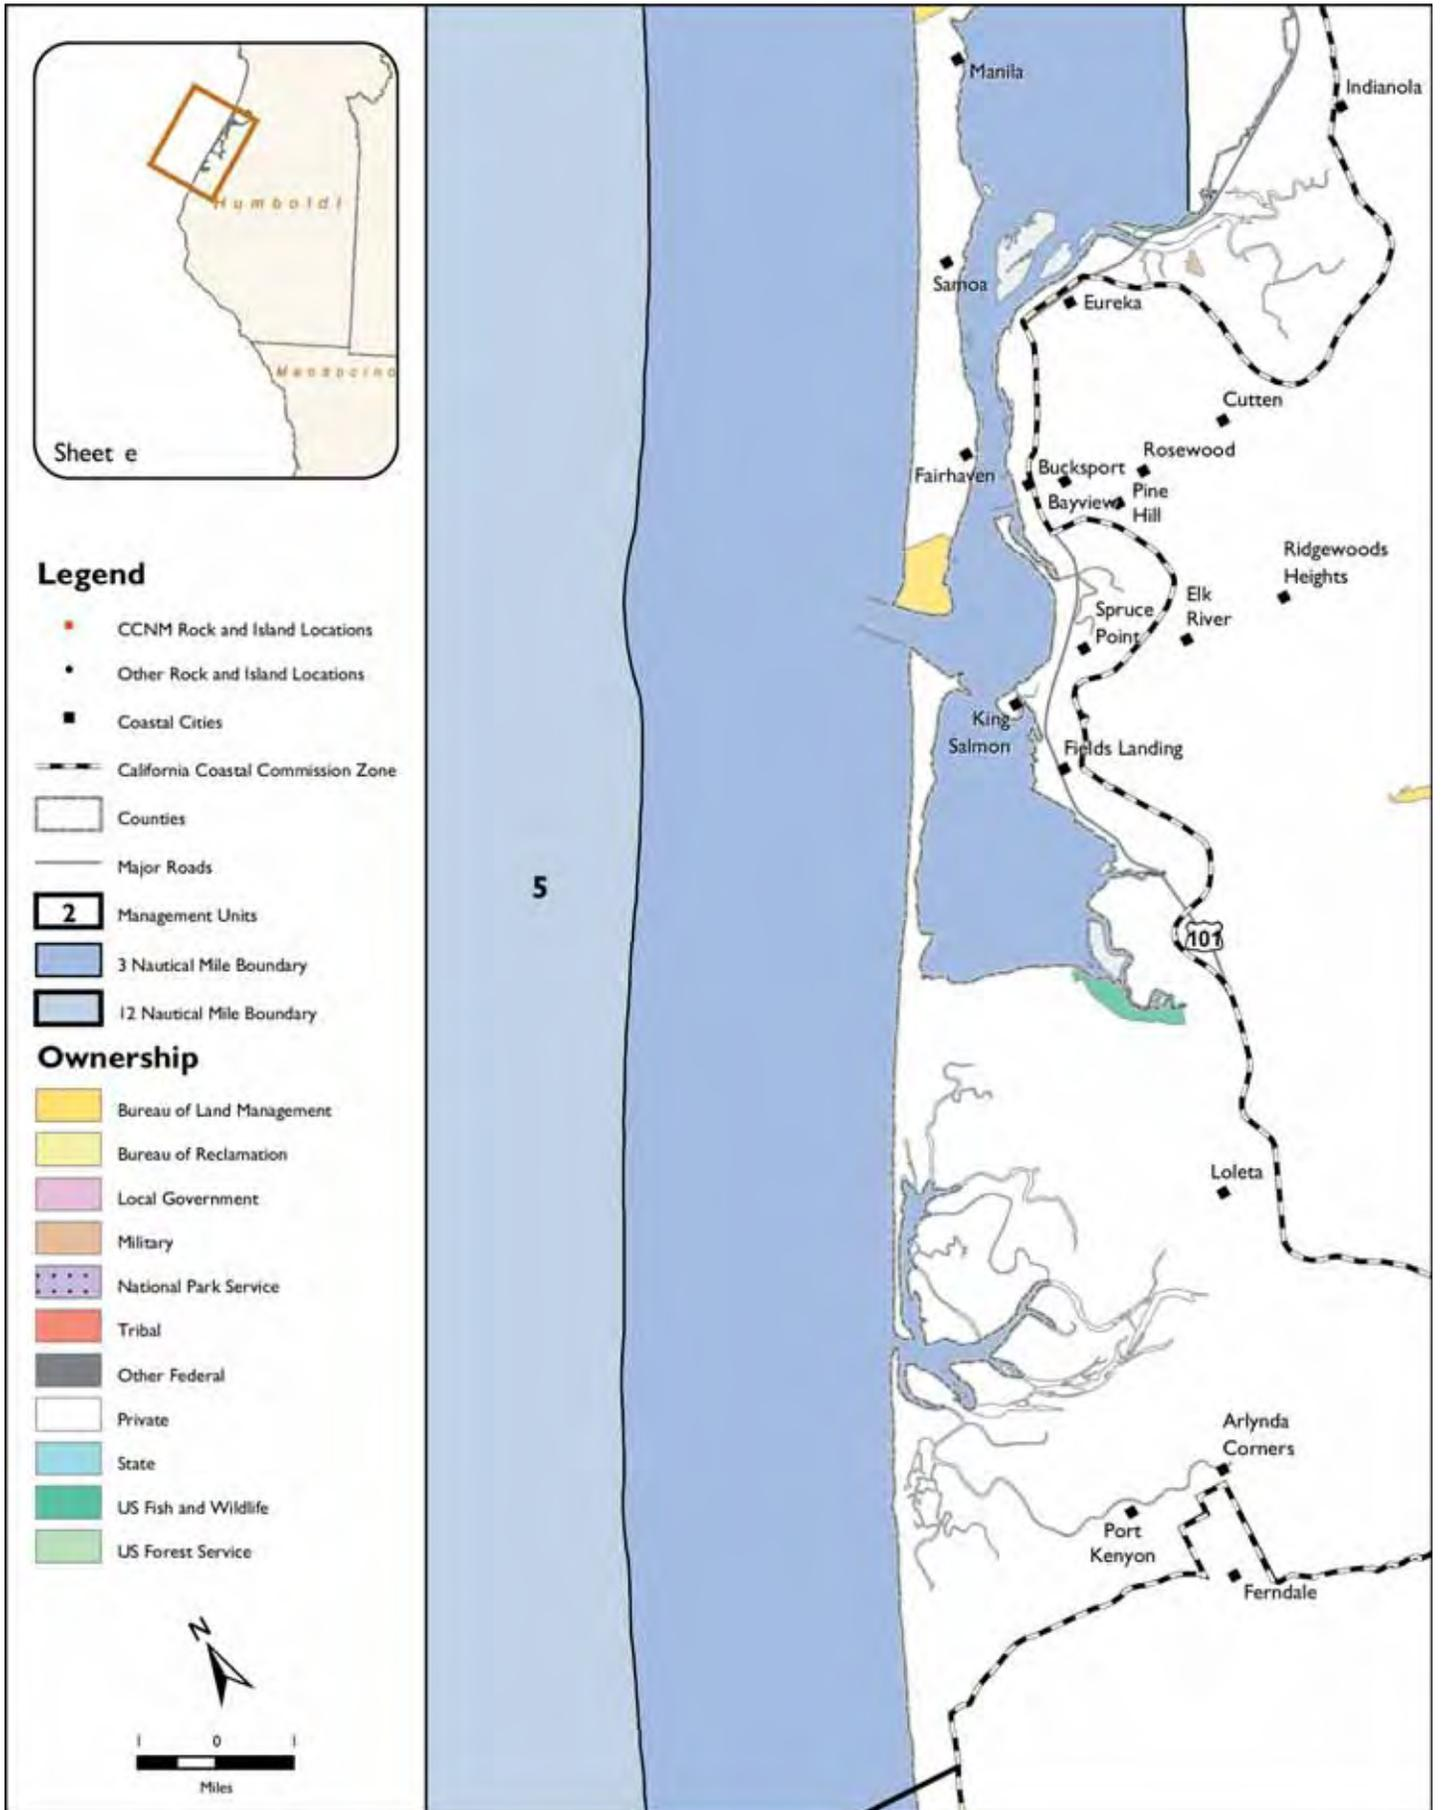 Humboldt
Mendocino
Sheet e
Legend
CCNM Rock and Island Locations
Other Rock and Island Locations
Coastal Cities
California Coastal Commission Zone
Counties
Major Roads
2
Management Units
3 Nautical Mile Boundary
12 Nautical Mile Boundary
Ownership
Bureau of Land Management
Bureau of Reclamation
Local Government
Military
National Park Service
Tribal
Other Federal
Private
State
US Fish and Wildlife
US Forest Service
N
1 0 1
Miles
5
Manila
Indianola
Samoa
Eureka
Cutten
Rosewood
Bucksport
Fairhaven
Bayview
Pine
Hill
Ridgewoods
Heights
Elk
River
Spruce
Point
King
Salmon
Fields Landing
101
Loleta
Arlynda
Corners
Port
Kenyon
Ferndale